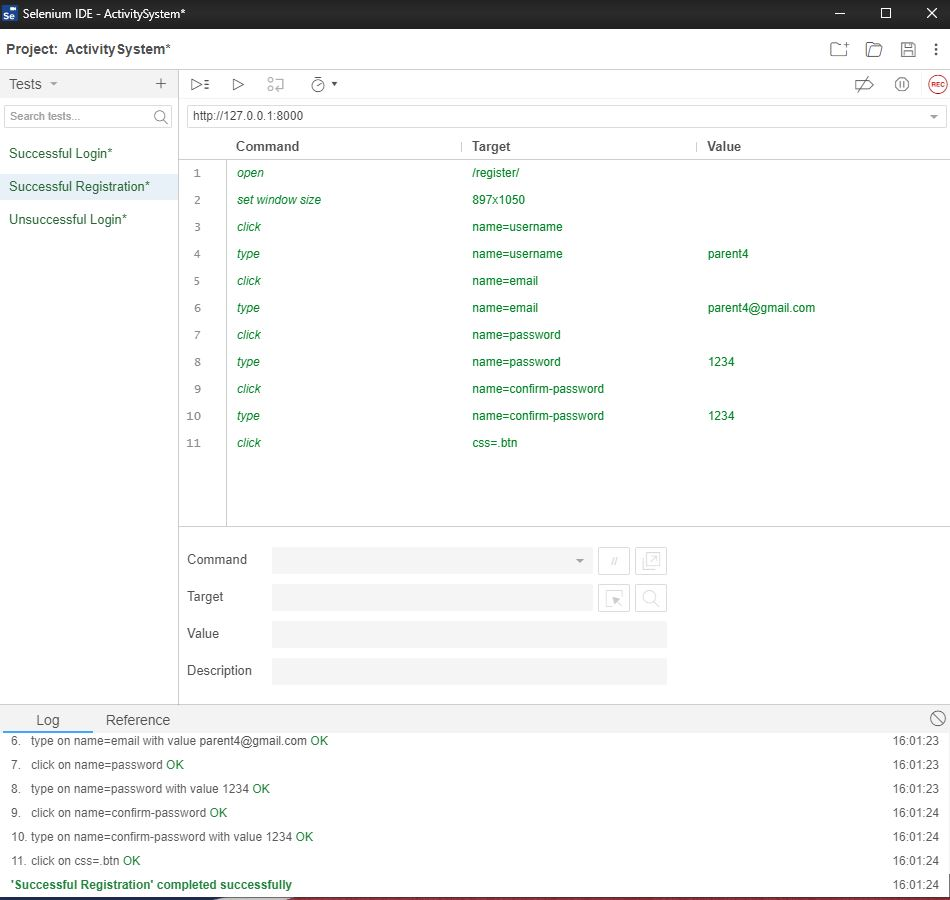 Se Selenium IDE - ActivitySystem*
Project: ActivitySystem*
Tests
Search tests...
Successful Login*
Successful Registration*
Unsuccessful Login*
REC
http://127.0.0.1:8000
Command Target Value
1 open /register/
2 set window size 897x1050
3 click name=username
4 type name=username parent4
5 click name=email
6 type name=email parent4@gmail.com
7 click name=password
8 type name=password 1234
9 click name=confirm-password
10 type name=confirm-password 1234
11 click css=.btn
Command //
Target
Value
Description
Log Reference
6. type on name=email with value parent4@gmail.com OK 16:01:23
7. click on name=password OK 16:01:23
8. type on name=password with value 1234 OK 16:01:23
9. click on name=confirm-password OK 16:01:24
10. type on name=confirm-password with value 1234 OK 16:01:24
11. click on css=.btn OK 16:01:24
'Successful Registration' completed successfully 16:01:24